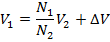 V₁ = N₁/N₂ V₂ + ΔV